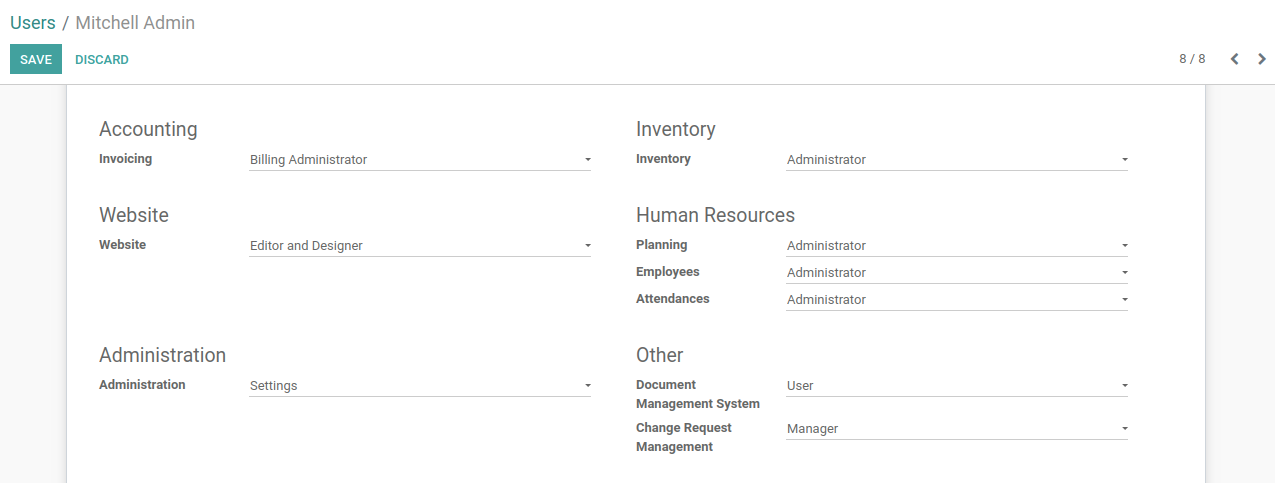 Users / Mitchell Admin
SAVE DISCARD 8 / 8
Accounting
Invoicing Billing Administrator
Inventory
Inventory Administrator
Website
Website Editor and Designer
Human Resources
Planning Administrator
Employees Administrator
Attendances Administrator
Administration
Administration Settings
Other
Document User
Management System
Change Request Manager
Management